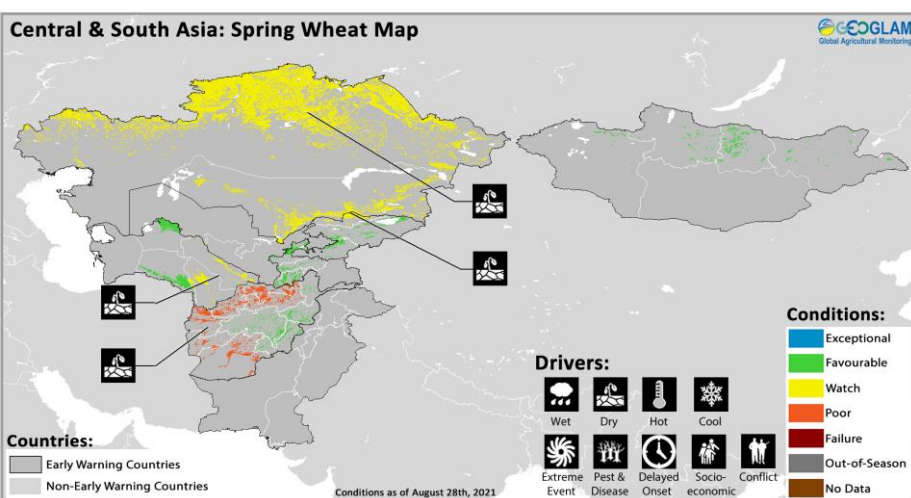 Central & South Asia: Spring Wheat Map
GEOGLAM
Global Agricultural Monitoring
Conditions:
Exceptional
Favourable
Watch
Poor
Failure
Out-of-Season
No Data
Drivers:
Wet
Dry
Hot
Cool
Extreme Event
Pest & Disease
Delayed Onset
Socio-economic
Conflict
Countries:
Early Warning Countries
Non-Early Warning Countries
Conditions as of August 28th, 2021